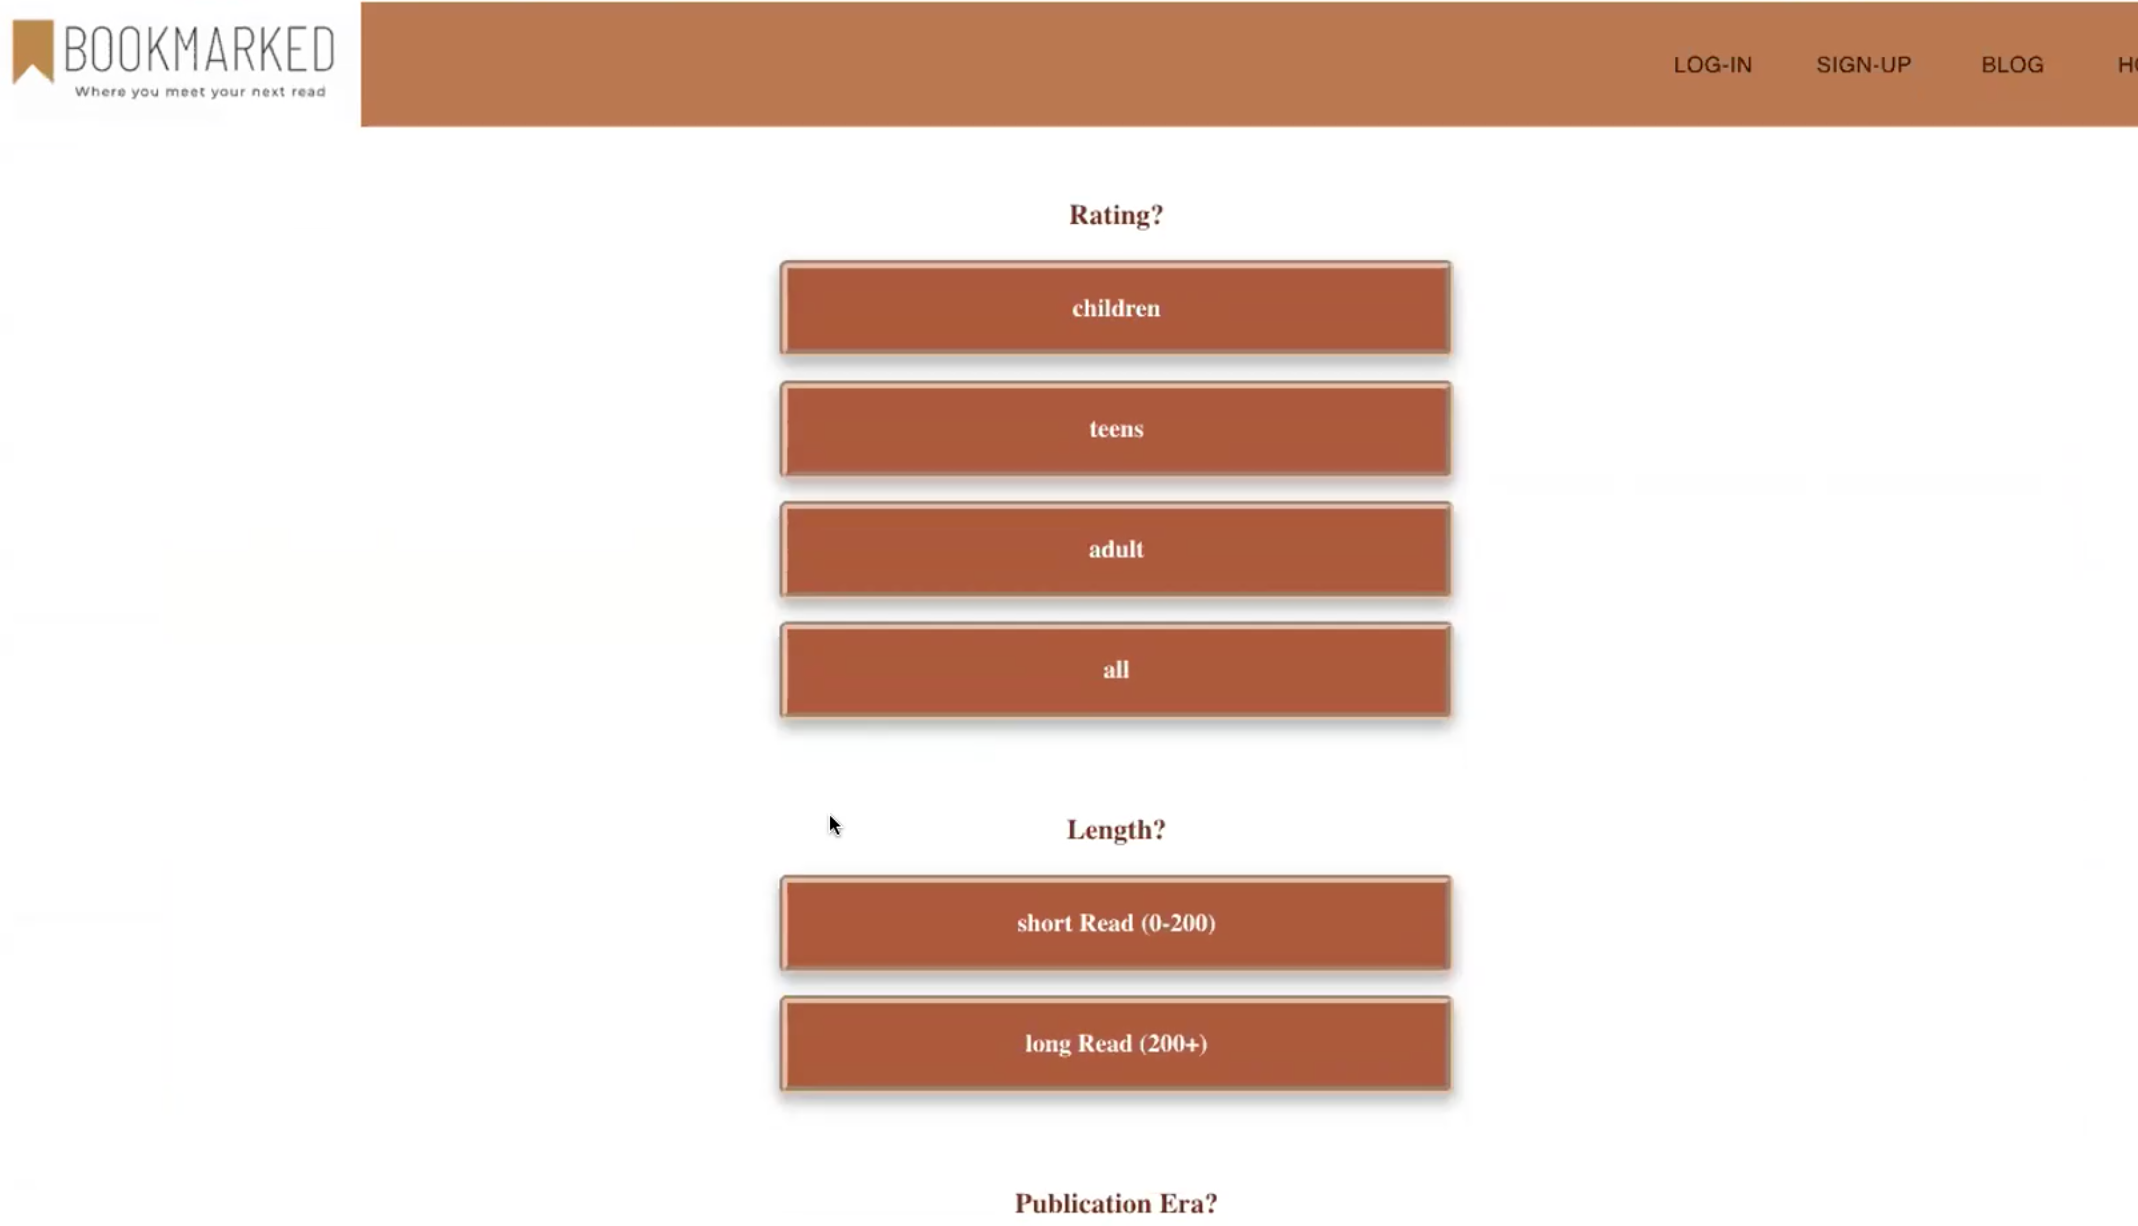 BOOKMARKED
Where you meet your next read
LOG-IN SIGN-UP BLOG
Rating?
children
teens
adult
all
Length?
short Read (0-200)
long Read (200+)
Publication Era?